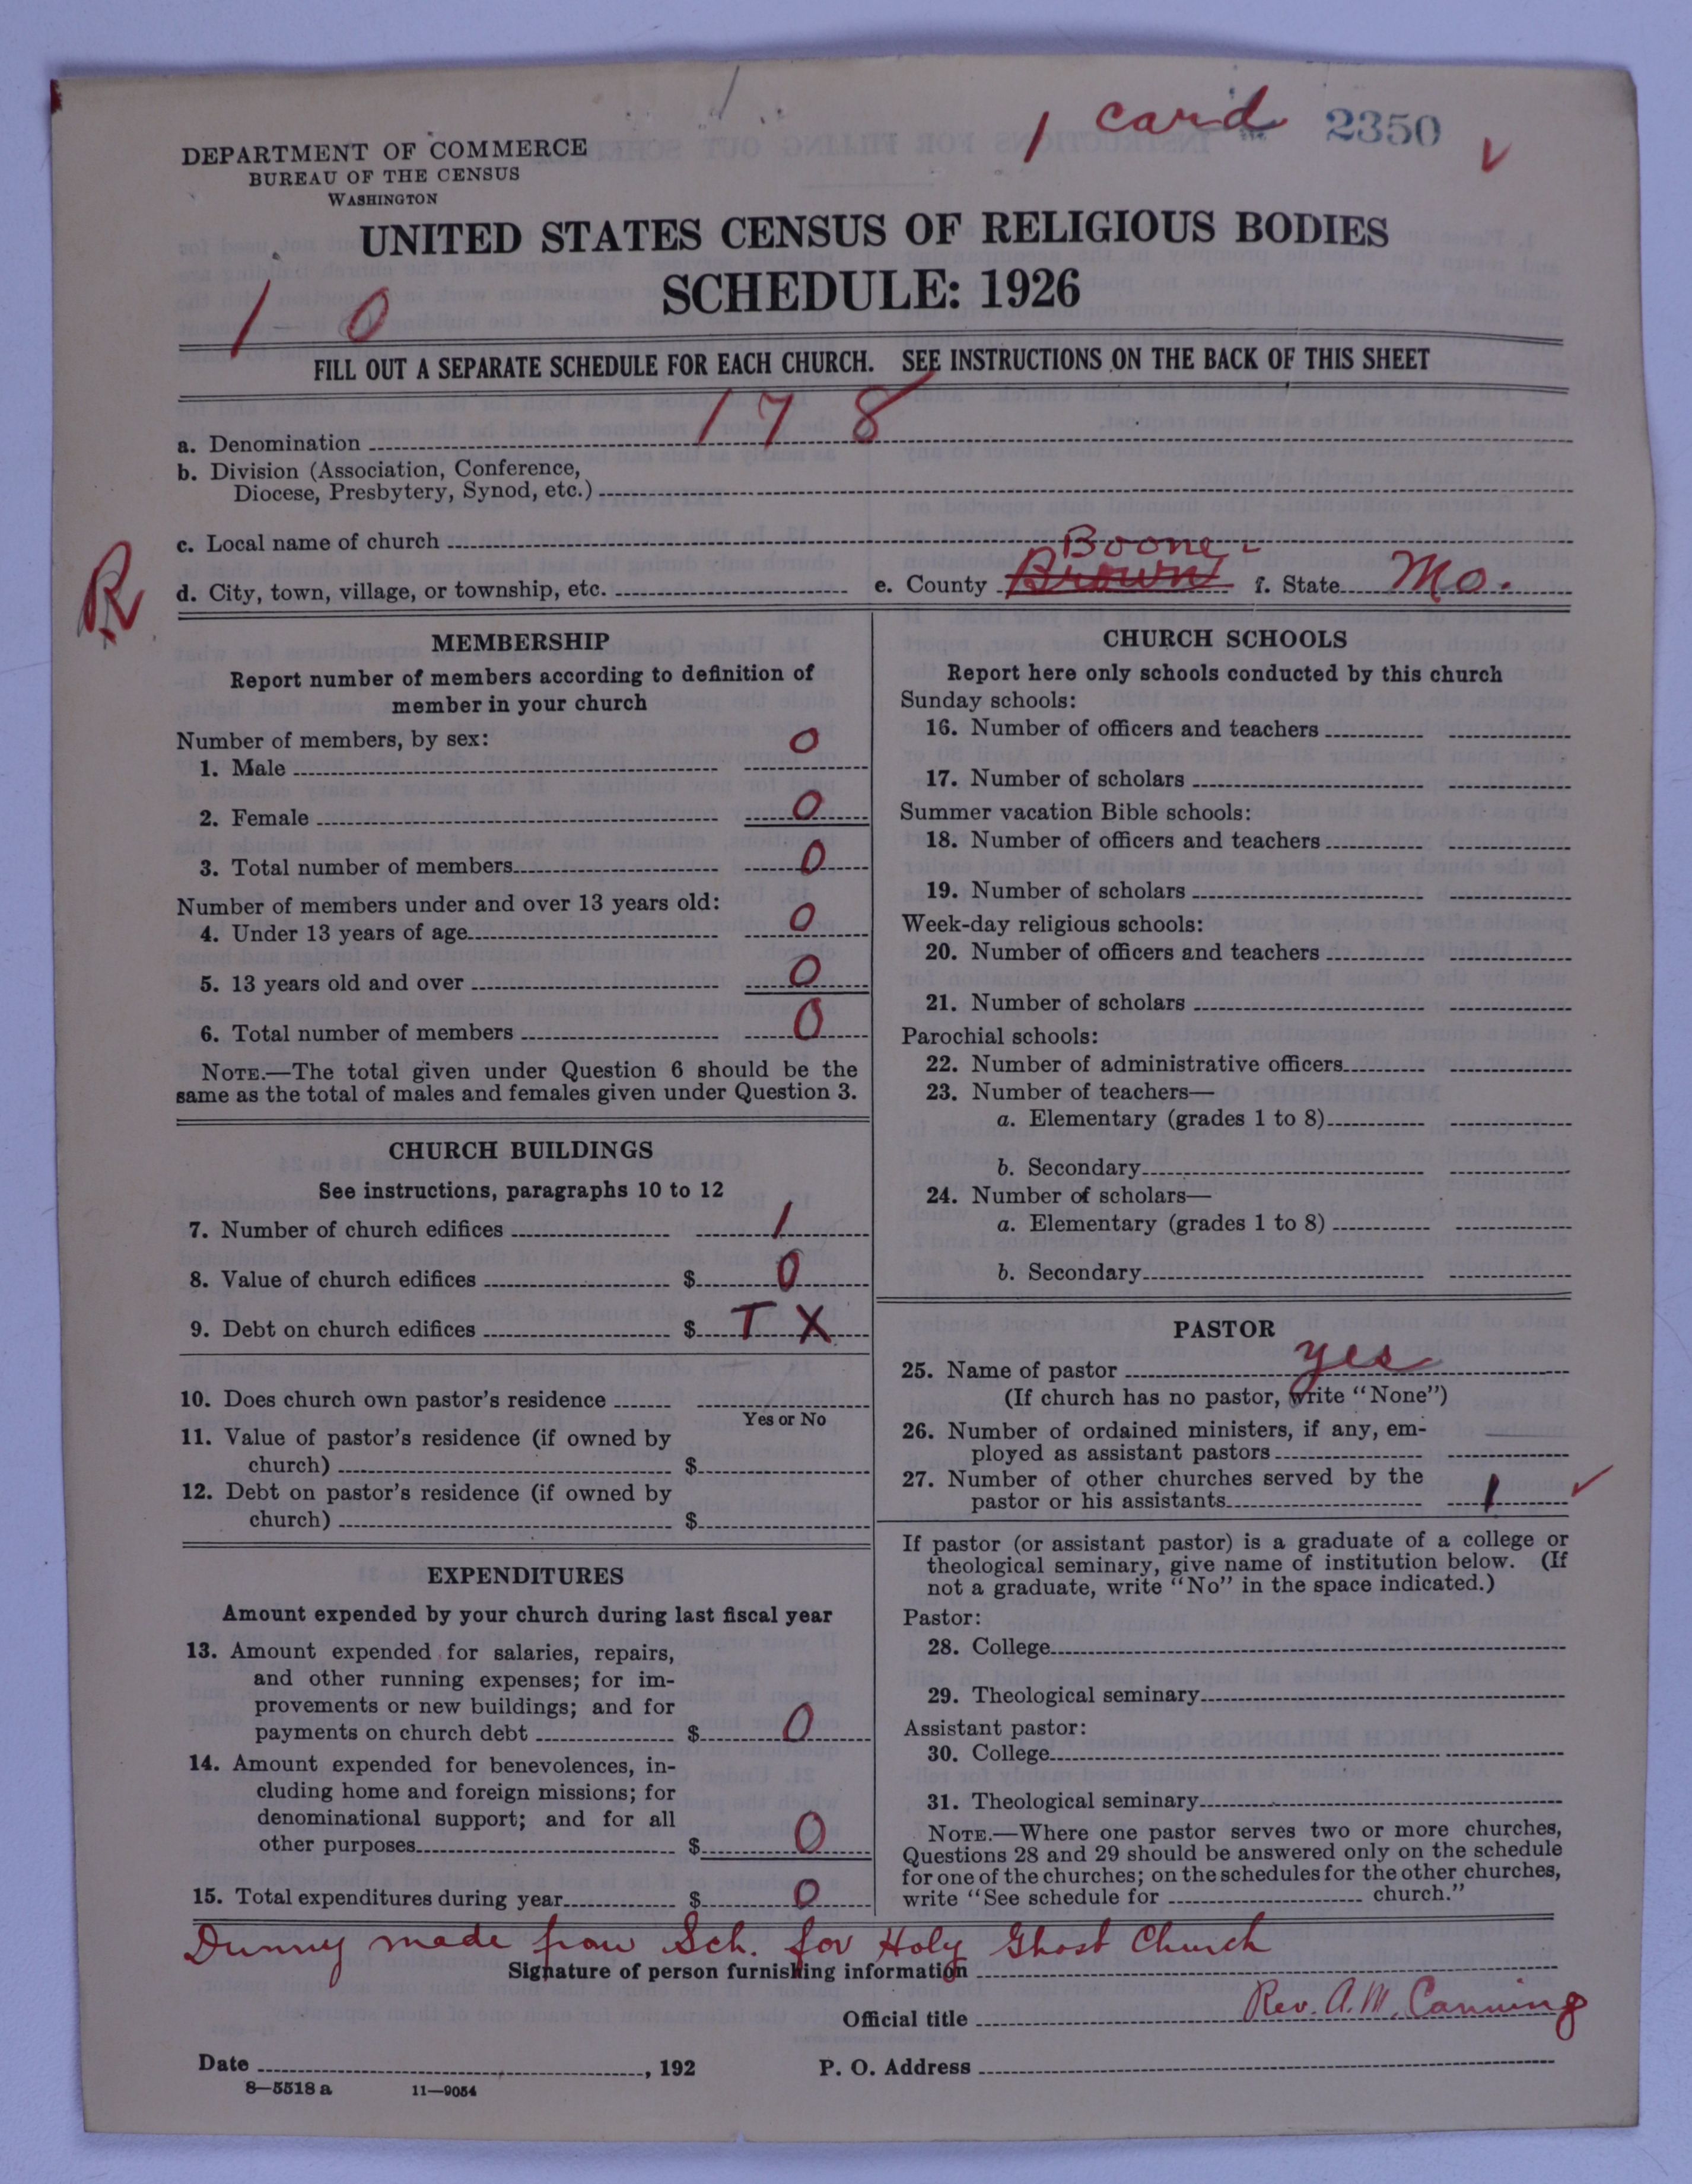 1 card 2350
DEPARTMENT OF COMMERCE
BUREAU OF THE CENSUS
WASHINGTON
UNITED STATES CENSUS OF RELIGIOUS BODIES
SCHEDULE: 1926
1 0
FILL OUT A SEPARATE SCHEDULE FOR EACH CHURCH. SEE INSTRUCTIONS ON THE BACK OF THIS SHEET
a. Denomination 178
b. Division (Association, Conference,
Diocese, Presbytery, Synod, etc.)
c. Local name of church
R
d. City, town, village, or township, etc. e. County Brown Boone f. State Mo.
MEMBERSHIP
Report number of members according to definition of
member in your church
Number of members, by sex:
1. Male 0
2. Female 0
3. Total number of members 0
Number of members under and over 13 years old:
4. Under 13 years of age 0
5. 13 years old and over 0
6. Total number of members 0
NOTE.—The total given under Question 6 should be the
same as the total of males and females given under Question 3.
CHURCH BUILDINGS
See instructions, paragraphs 10 to 12
7. Number of church edifices 1
8. Value of church edifices $ 0
9. Debt on church edifices $ T X
10. Does church own pastor's residence
Yes or No
11. Value of pastor's residence (if owned by
church) $
12. Debt on pastor's residence (if owned by
church) $
EXPENDITURES
Amount expended by your church during last fiscal year
13. Amount expended for salaries, repairs,
and other running expenses; for im-
provements or new buildings; and for
payments on church debt $ 0
14. Amount expended for benevolences, in-
cluding home and foreign missions; for
denominational support; and for all
other purposes $ 0
15. Total expenditures during year $ 0
CHURCH SCHOOLS
Report here only schools conducted by this church
Sunday schools:
16. Number of officers and teachers
17. Number of scholars
Summer vacation Bible schools:
18. Number of officers and teachers
19. Number of scholars
Week-day religious schools:
20. Number of officers and teachers
21. Number of scholars
Parochial schools:
22. Number of administrative officers
23. Number of teachers—
a. Elementary (grades 1 to 8)
b. Secondary
24. Number of scholars—
a. Elementary (grades 1 to 8)
b. Secondary
PASTOR
25. Name of pastor yes
(If church has no pastor, write "None")
26. Number of ordained ministers, if any, em-
ployed as assistant pastors
27. Number of other churches served by the
pastor or his assistants 1
If pastor (or assistant pastor) is a graduate of a college or
theological seminary, give name of institution below. (If
not a graduate, write "No" in the space indicated.)
Pastor:
28. College
29. Theological seminary
Assistant pastor:
30. College
31. Theological seminary
NOTE.—Where one pastor serves two or more churches,
Questions 28 and 29 should be answered only on the schedule
for one of the churches; on the schedules for the other churches,
write "See schedule for church."
Dummy made from Sch. for Holy Ghost Church
Signature of person furnishing information
Official title Rev. A. M. Canning
Date , 192 P. O. Address
8—5518 a 11—9054